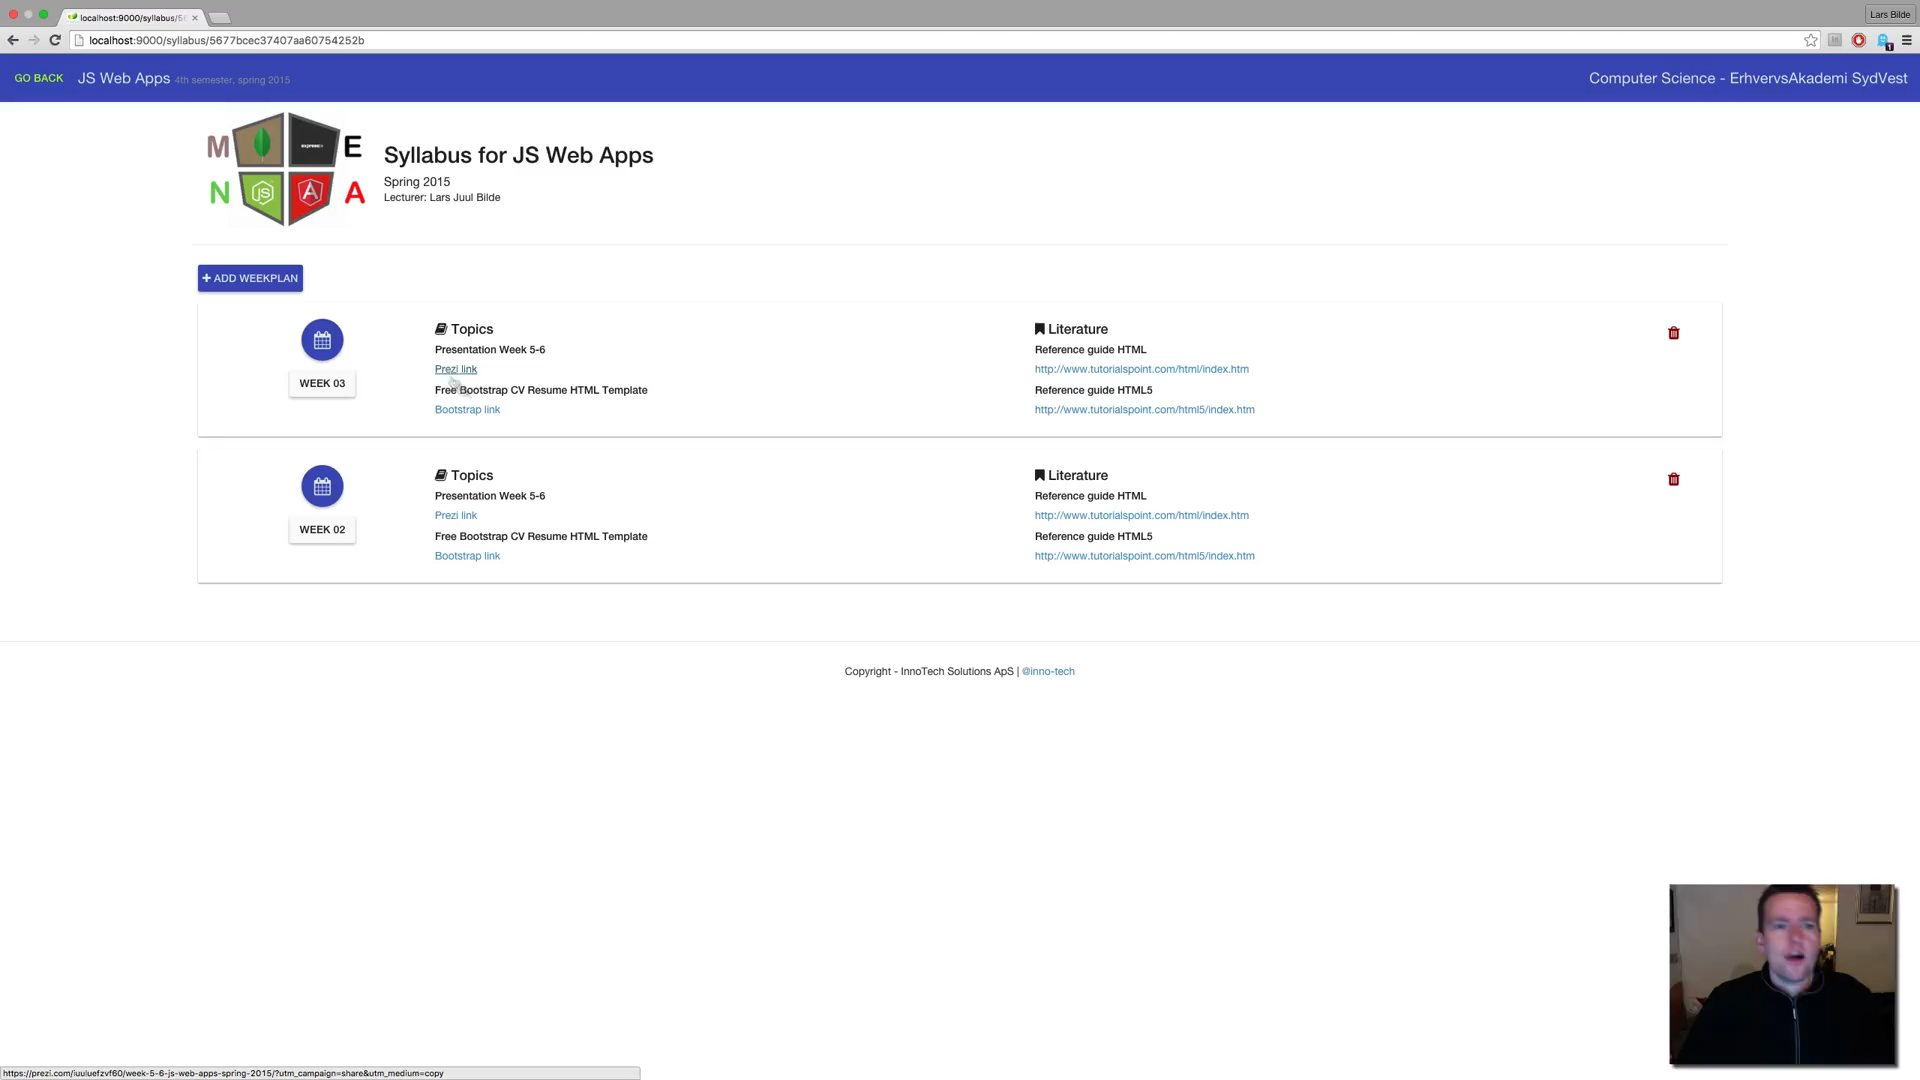 localhost:9000/syllabus/5
Lars Bilde
localhost:9000/syllabus/5677bcec37407aa60754252b
GO BACK JS Web Apps 4th semester, spring 2015
Computer Science - ErhvervsAkademi SydVest
M E
N A
Syllabus for JS Web Apps
Spring 2015
Lecturer: Lars Juul Bilde
+ ADD WEEKPLAN
WEEK 03
Topics
Presentation Week 5-6
Prezi link
Free Bootstrap CV Resume HTML Template
Bootstrap link
Literature
Reference guide HTML
http://www.tutorialspoint.com/html/index.htm
Reference guide HTML5
http://www.tutorialspoint.com/html5/index.htm
WEEK 02
Topics
Presentation Week 5-6
Prezi link
Free Bootstrap CV Resume HTML Template
Bootstrap link
Literature
Reference guide HTML
http://www.tutorialspoint.com/html/index.htm
Reference guide HTML5
http://www.tutorialspoint.com/html5/index.htm
Copyright - InnoTech Solutions ApS | @inno-tech
https://prezi.com/iuuluefzvf60/week-5-6-js-web-apps-spring-2015/?utm_campaign=share&utm_medium=copy